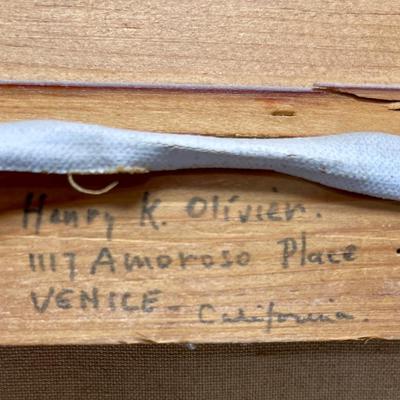 Henry K. Olivier.
1117 Amoroso Place
VENICE - California.